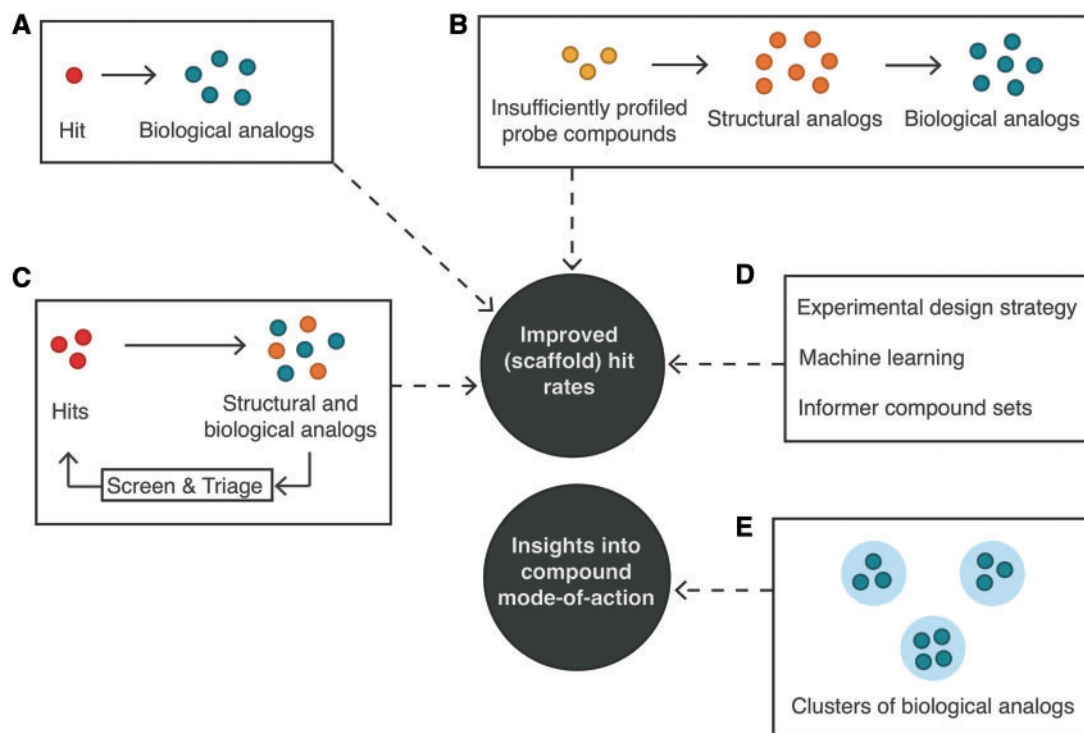 A
Hit
Biological analogs
B
Insufficiently profiled
probe compounds
Structural analogs
Biological analogs
C
Hits
Structural and
biological analogs
Screen & Triage
Improved
(scaffold) hit
rates
D
Experimental design strategy
Machine learning
Informer compound sets
Insights into
compound
mode-of-action
E
Clusters of biological analogs